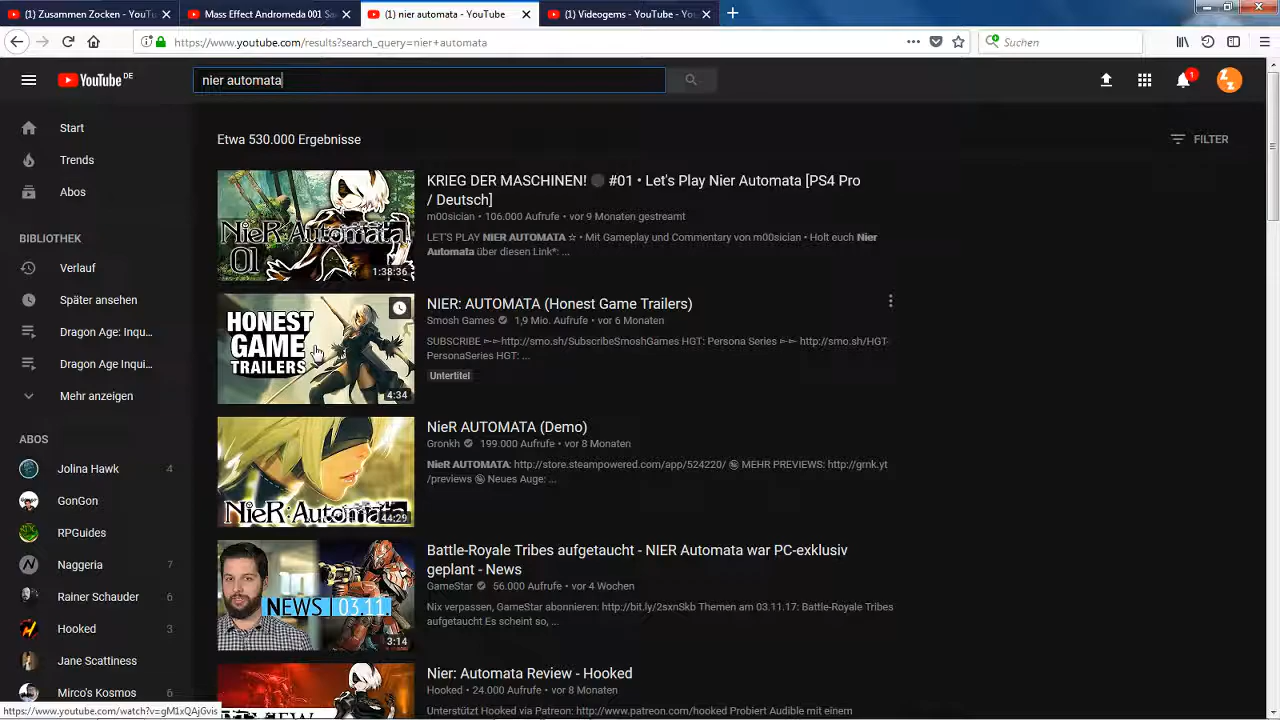 (1) Zusammen Zocken - YouTu
Mass Effect Andromeda 001 S
(1) nier automata - YouTube
(1) Videogems - YouTube - Yo
https://www.youtube.com/results?search_query=nier+automata
Suchen
YouTube DE
nier automata
1
Start
Trends
Abos
BIBLIOTHEK
Verlauf
Später ansehen
Dragon Age: Inqu...
Dragon Age Inqui...
Mehr anzeigen
ABOS
Jolina Hawk 4
GonGon
RPGuides
Naggeria 7
Rainer Schauder 6
Hooked 3
Jane Scattiness
Mirco's Kosmos 6
https://www.youtube.com/watch?v=gM1xQAjGvis
Etwa 530.000 Ergebnisse
FILTER
NieR:Automata
01
1:38:36
KRIEG DER MASCHINEN! #01 • Let's Play Nier Automata [PS4 Pro
/ Deutsch]
m00sician • 106.000 Aufrufe • vor 9 Monaten gestreamt
LET'S PLAY NIER AUTOMATA ☆ • Mit Gameplay und Commentary von m00sician • Holt euch Nier
Automata über diesen Link*: ...
HONEST
GAME
TRAILERS
4:34
NIER: AUTOMATA (Honest Game Trailers)
Smosh Games 1,9 Mio. Aufrufe • vor 6 Monaten
SUBSCRIBE ►►http://smo.sh/SubscribeSmoshGames HGT: Persona Series ►► http://smo.sh/HGT-
PersonaSeries HGT: ...
Untertitel
NieR:Automata
44:29
NieR AUTOMATA (Demo)
Gronkh 199.000 Aufrufe • vor 8 Monaten
NieR AUTOMATA: http://store.steampowered.com/app/524220/ MEHR PREVIEWS: http://grnk.yt
/previews Neues Auge: ...
NEWS 03.11.
3:14
Battle-Royale Tribes aufgetaucht - NIER Automata war PC-exklusiv
geplant - News
GameStar 56.000 Aufrufe • vor 4 Wochen
Nix verpassen, GameStar abonnieren: http://bit.ly/2sxnSkb Themen am 03.11.17: Battle-Royale Tribes
aufgetaucht Es scheint so, ...
Nier: Automata Review - Hooked
Hooked • 24.000 Aufrufe • vor 8 Monaten
Unterstützt Hooked via Patreon: http://www.patreon.com/hooked Probiert Audible mit einem